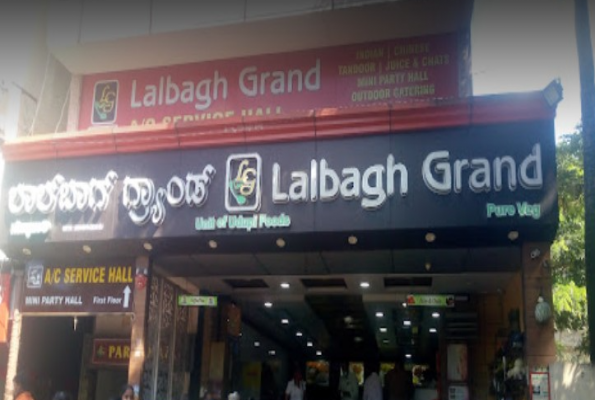 Lalbagh Grand
INDIAN | CHINESE
TANDOOR | JUICE & CHATS
MINI PARTY HALL
OUTDOOR CATERING
A/C SERVICE HALL
ಲಾಲ್‌ಬಾಗ್ ಗ್ರ್ಯಾಂಡ್ Lalbagh Grand
Unit of Udupi Foods
Pure Veg
A/C SERVICE HALL
MINI PARTY HALL First Floor